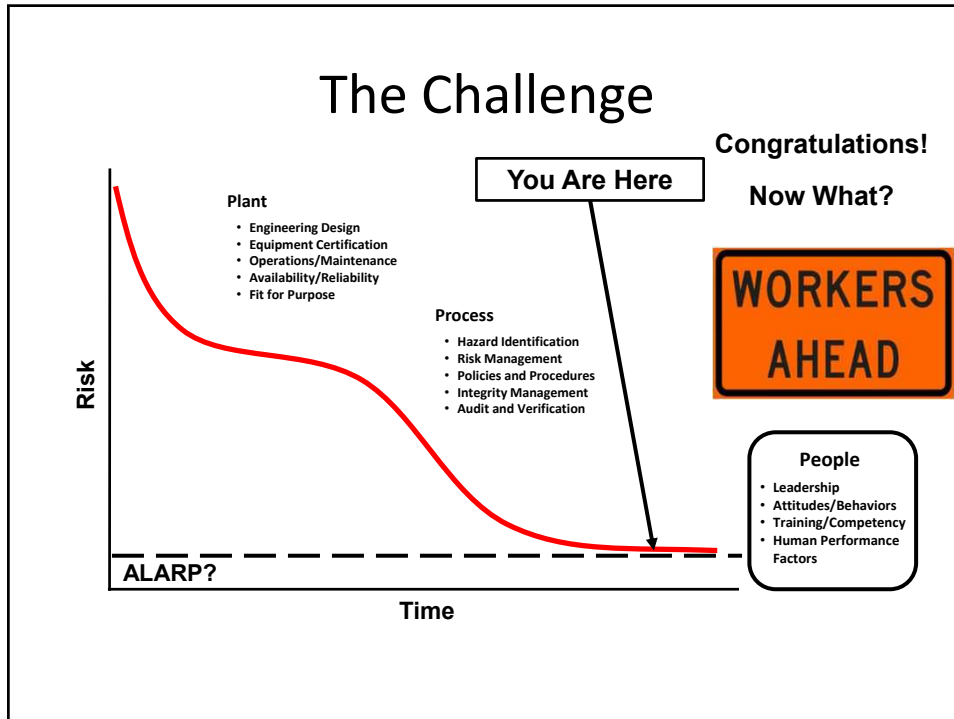 The Challenge
Congratulations!
Now What?
You Are Here
Plant
• Engineering Design
• Equipment Certification
• Operations/Maintenance
• Availability/Reliability
• Fit for Purpose
Process
• Hazard Identification
• Risk Management
• Policies and Procedures
• Integrity Management
• Audit and Verification
WORKERS
AHEAD
People
• Leadership
• Attitudes/Behaviors
• Training/Competency
• Human Performance
Factors
Risk
ALARP?
Time